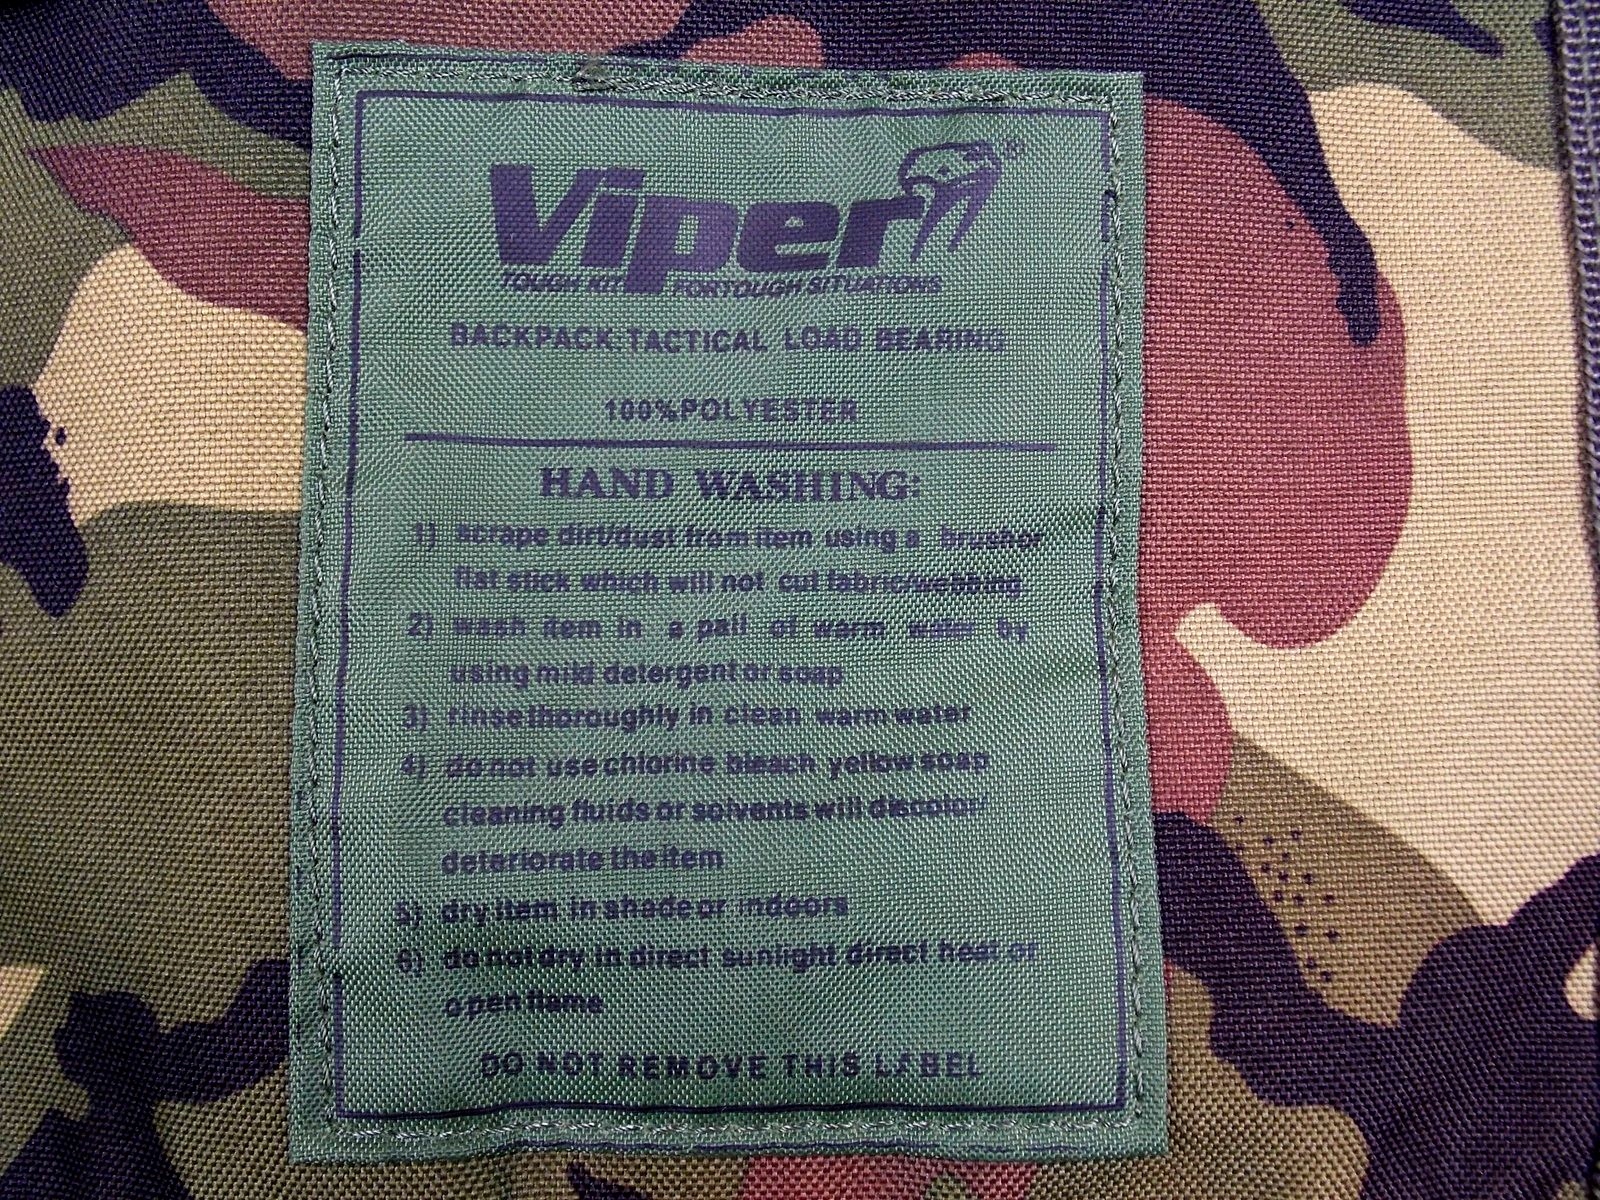 Viper®
TOUGH KIT FOR TOUGH SITUATIONS
BACKPACK TACTICAL LOAD BEARING
100%POLYESTER
HAND WASHING:
1) scrape dirt/dust from item using a brush or
flat stick which will not cut fabric/webbing
2) wash item in a pail of warm water by
using mild detergent or soap
3) rinse thoroughly in clean warm water
4) do not use chlorine bleach yellow soap
cleaning fluids or solvents will discolor/
deteriorate the item
5) dry item in shade or indoors
6) do not dry in direct sunlight direct heat or
open flame
DO NOT REMOVE THIS LABEL